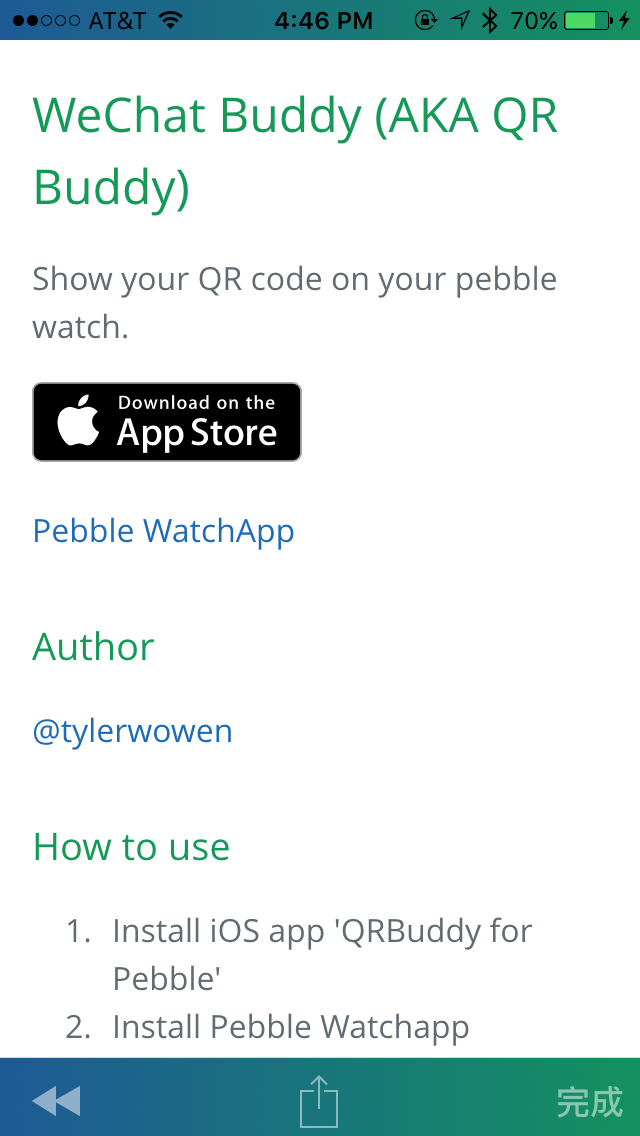 AT&T 4:46 PM 70%
WeChat Buddy (AKA QR
Buddy)
Show your QR code on your pebble
watch.
Download on the
App Store
Pebble WatchApp
Author
@tylerwowen
How to use
1. Install iOS app 'QRBuddy for
Pebble'
2. Install Pebble Watchapp
完成